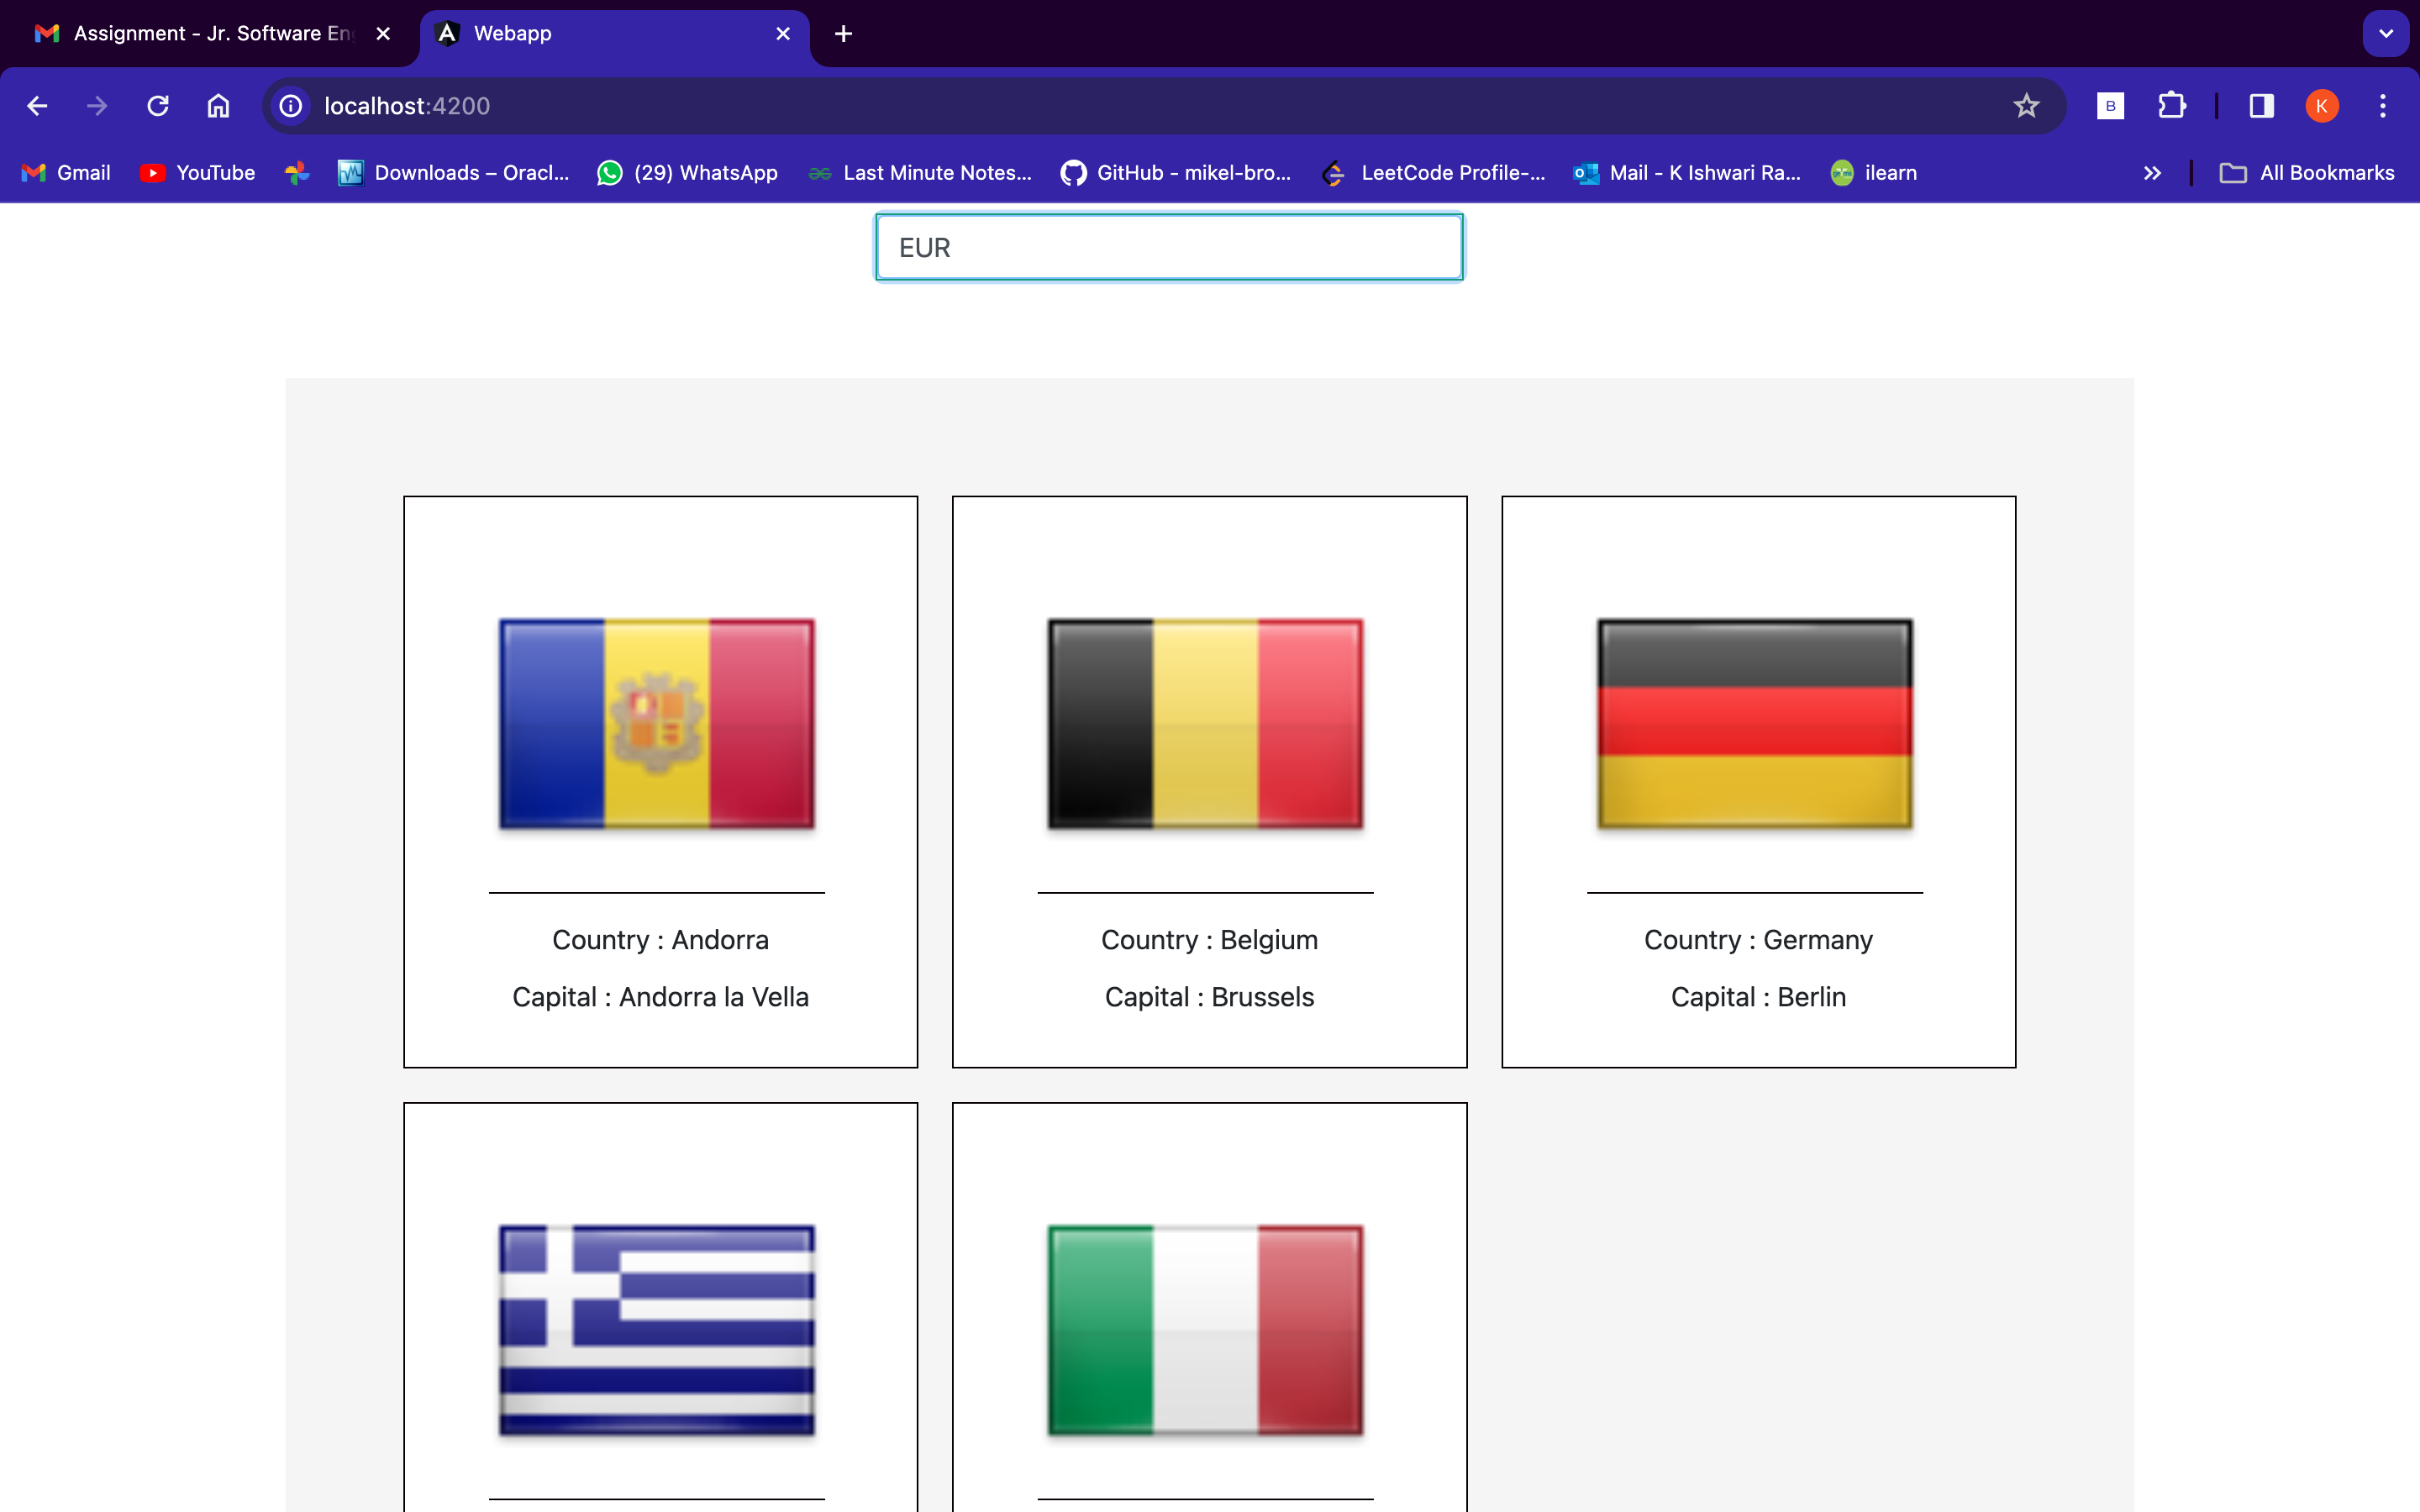 Assignment - Jr. Software En
Webapp
localhost:4200
B
K
Gmail
YouTube
Downloads – Oracl...
(29) WhatsApp
Last Minute Notes...
GitHub - mikel-bro...
LeetCode Profile-...
Mail - K Ishwari Ra...
ilearn
All Bookmarks
EUR
Country : Andorra
Capital : Andorra la Vella
Country : Belgium
Capital : Brussels
Country : Germany
Capital : Berlin